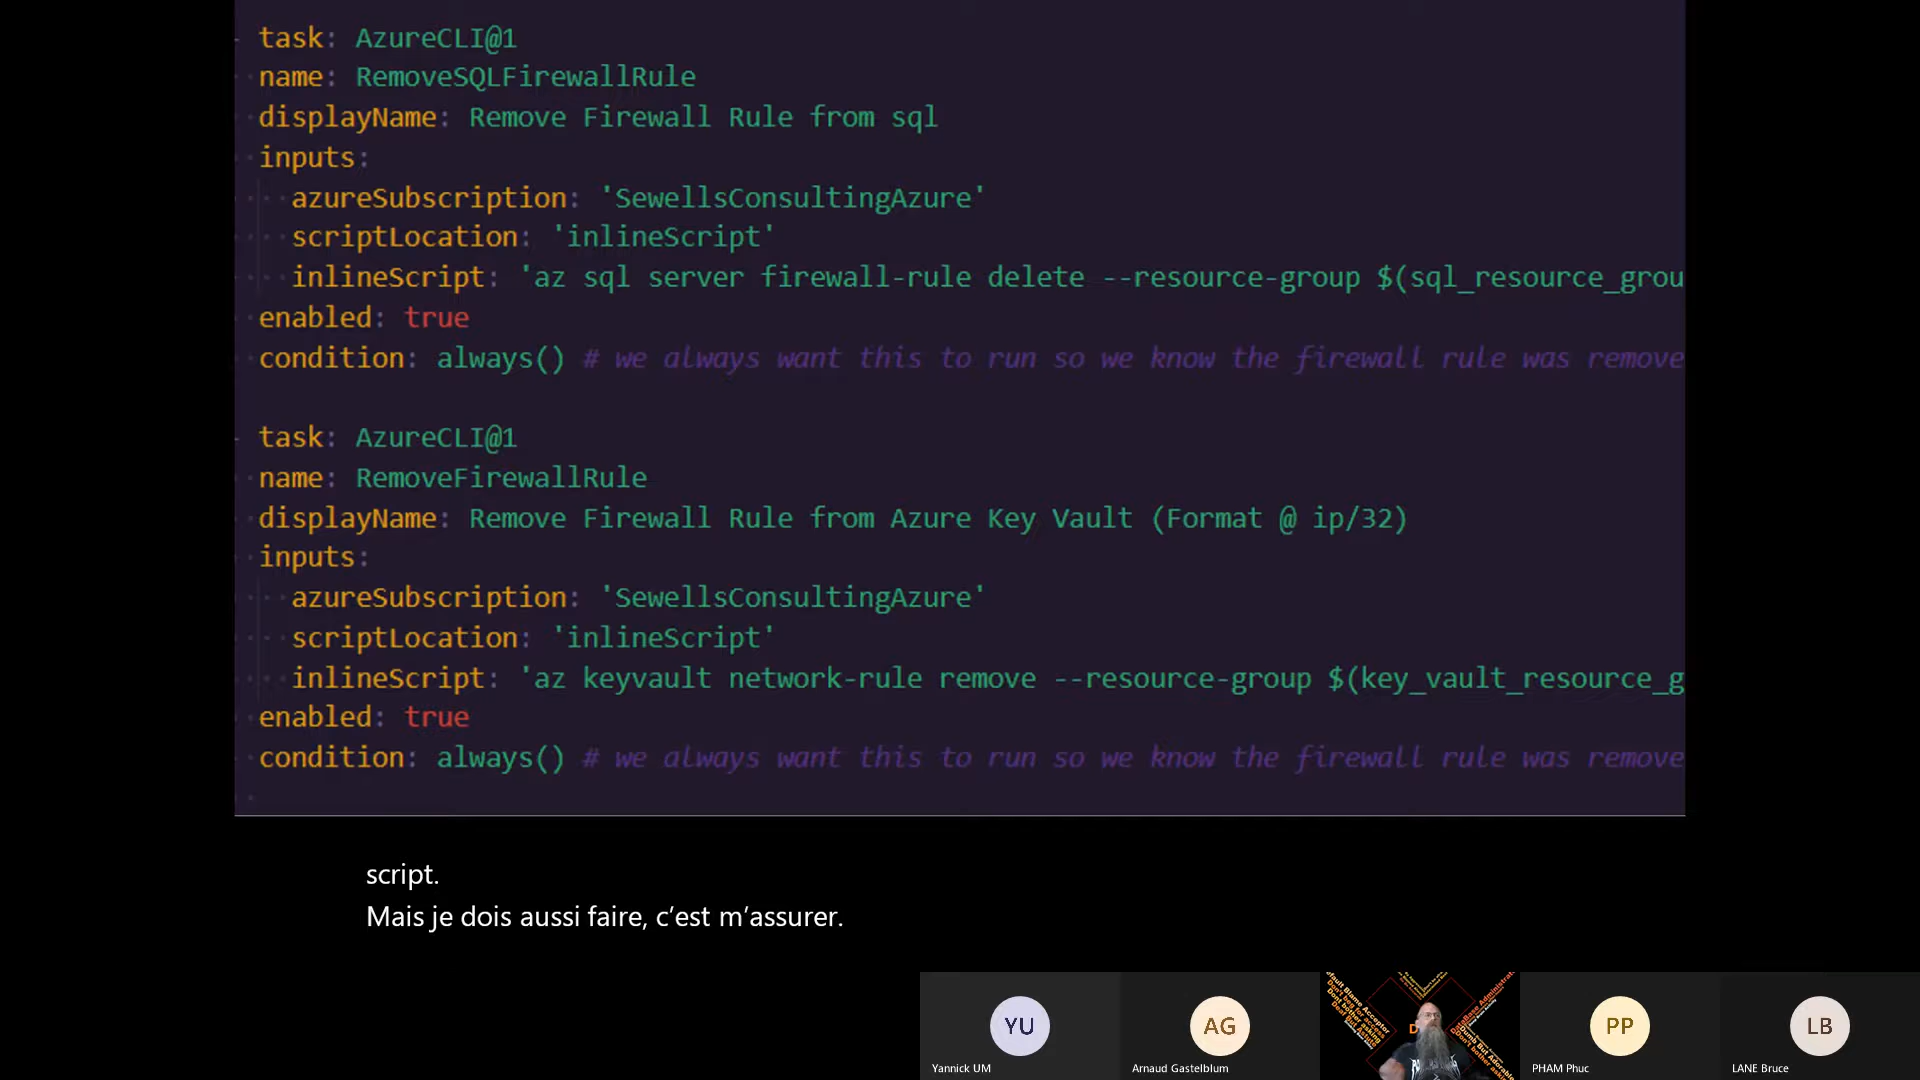 - task: AzureCLI@1
name: RemoveSQLFirewallRule
displayName: Remove Firewall Rule from sql
inputs:
azureSubscription: 'SewellsConsultingAzure'
scriptLocation: 'inlineScript'
inlineScript: 'az sql server firewall-rule delete --resource-group $(sql_resource_grou
enabled: true
condition: always() # we always want this to run so we know the firewall rule was remove
- task: AzureCLI@1
name: RemoveFirewallRule
displayName: Remove Firewall Rule from Azure Key Vault (Format @ ip/32)
inputs:
azureSubscription: 'SewellsConsultingAzure'
scriptLocation: 'inlineScript'
inlineScript: 'az keyvault network-rule remove --resource-group $(key_vault_resource_g
enabled: true
condition: always() # we always want this to run so we know the firewall rule was remove
script.
Mais je dois aussi faire, c’est m’assurer.
YU
AG
PP
LB
Yannick UM
Arnaud Gastelblum
PHAM Phuc
LANE Bruce